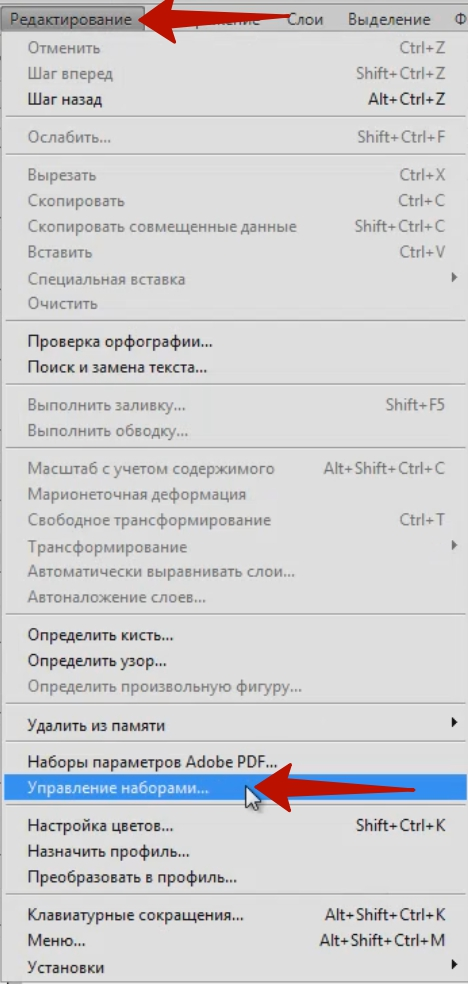 Редактирование Слои Выделение Ф
Отменить Ctrl+Z
Шаг вперед Shift+Ctrl+Z
Шаг назад Alt+Ctrl+Z
Ослабить... Shift+Ctrl+F
Вырезать Ctrl+X
Скопировать Ctrl+C
Скопировать совмещенные данные Shift+Ctrl+C
Вставить Ctrl+V
Специальная вставка
Очистить
Проверка орфографии...
Поиск и замена текста...
Выполнить заливку... Shift+F5
Выполнить обводку...
Масштаб с учетом содержимого Alt+Shift+Ctrl+C
Марионеточная деформация
Свободное трансформирование Ctrl+T
Трансформирование
Автоматически выравнивать слои...
Автоналожение слоев...
Определить кисть...
Определить узор...
Определить произвольную фигуру...
Удалить из памяти
Наборы параметров Adobe PDF...
Управление наборами...
Настройка цветов... Shift+Ctrl+K
Назначить профиль...
Преобразовать в профиль...
Клавиатурные сокращения... Alt+Shift+Ctrl+K
Меню... Alt+Shift+Ctrl+M
Установки